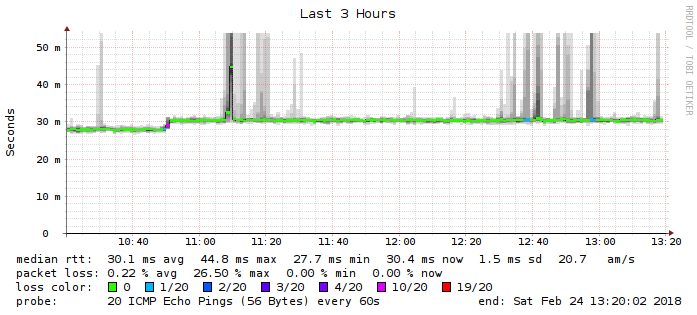 Last 3 Hours
RRDTOOL / TOBI OETIKER
Seconds
50 m
40 m
30 m
20 m
10 m
0
10:40 11:00 11:20 11:40 12:00 12:20 12:40 13:00 13:20
median rtt: 30.1 ms avg 44.8 ms max 27.7 ms min 30.4 ms now 1.5 ms sd 20.7 am/s
packet loss: 0.22 % avg 26.50 % max 0.00 % min 0.00 % now
loss color: 0 1/20 2/20 3/20 4/20 10/20 19/20
probe: 20 ICMP Echo Pings (56 Bytes) every 60s end: Sat Feb 24 13:20:02 2018